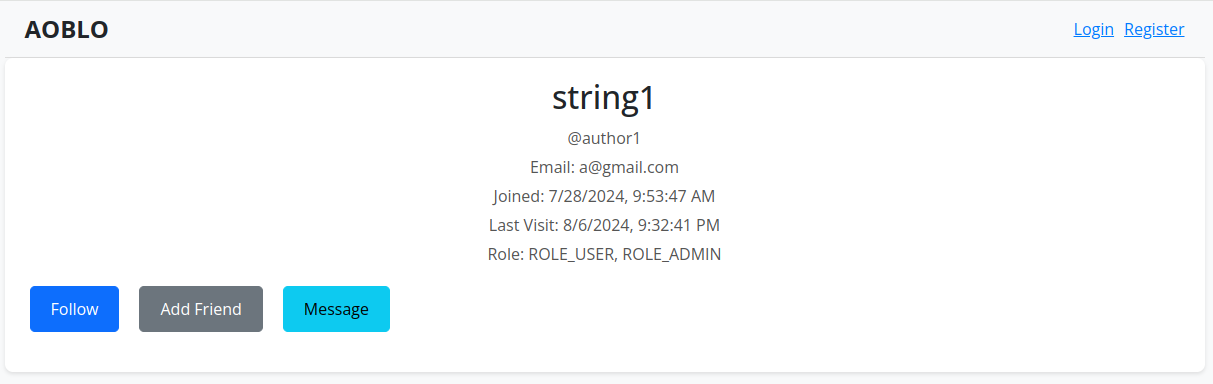 AOBLO
Login Register
string1
@author1
Email: a@gmail.com
Joined: 7/28/2024, 9:53:47 AM
Last Visit: 8/6/2024, 9:32:41 PM
Role: ROLE_USER, ROLE_ADMIN
Follow Add Friend Message